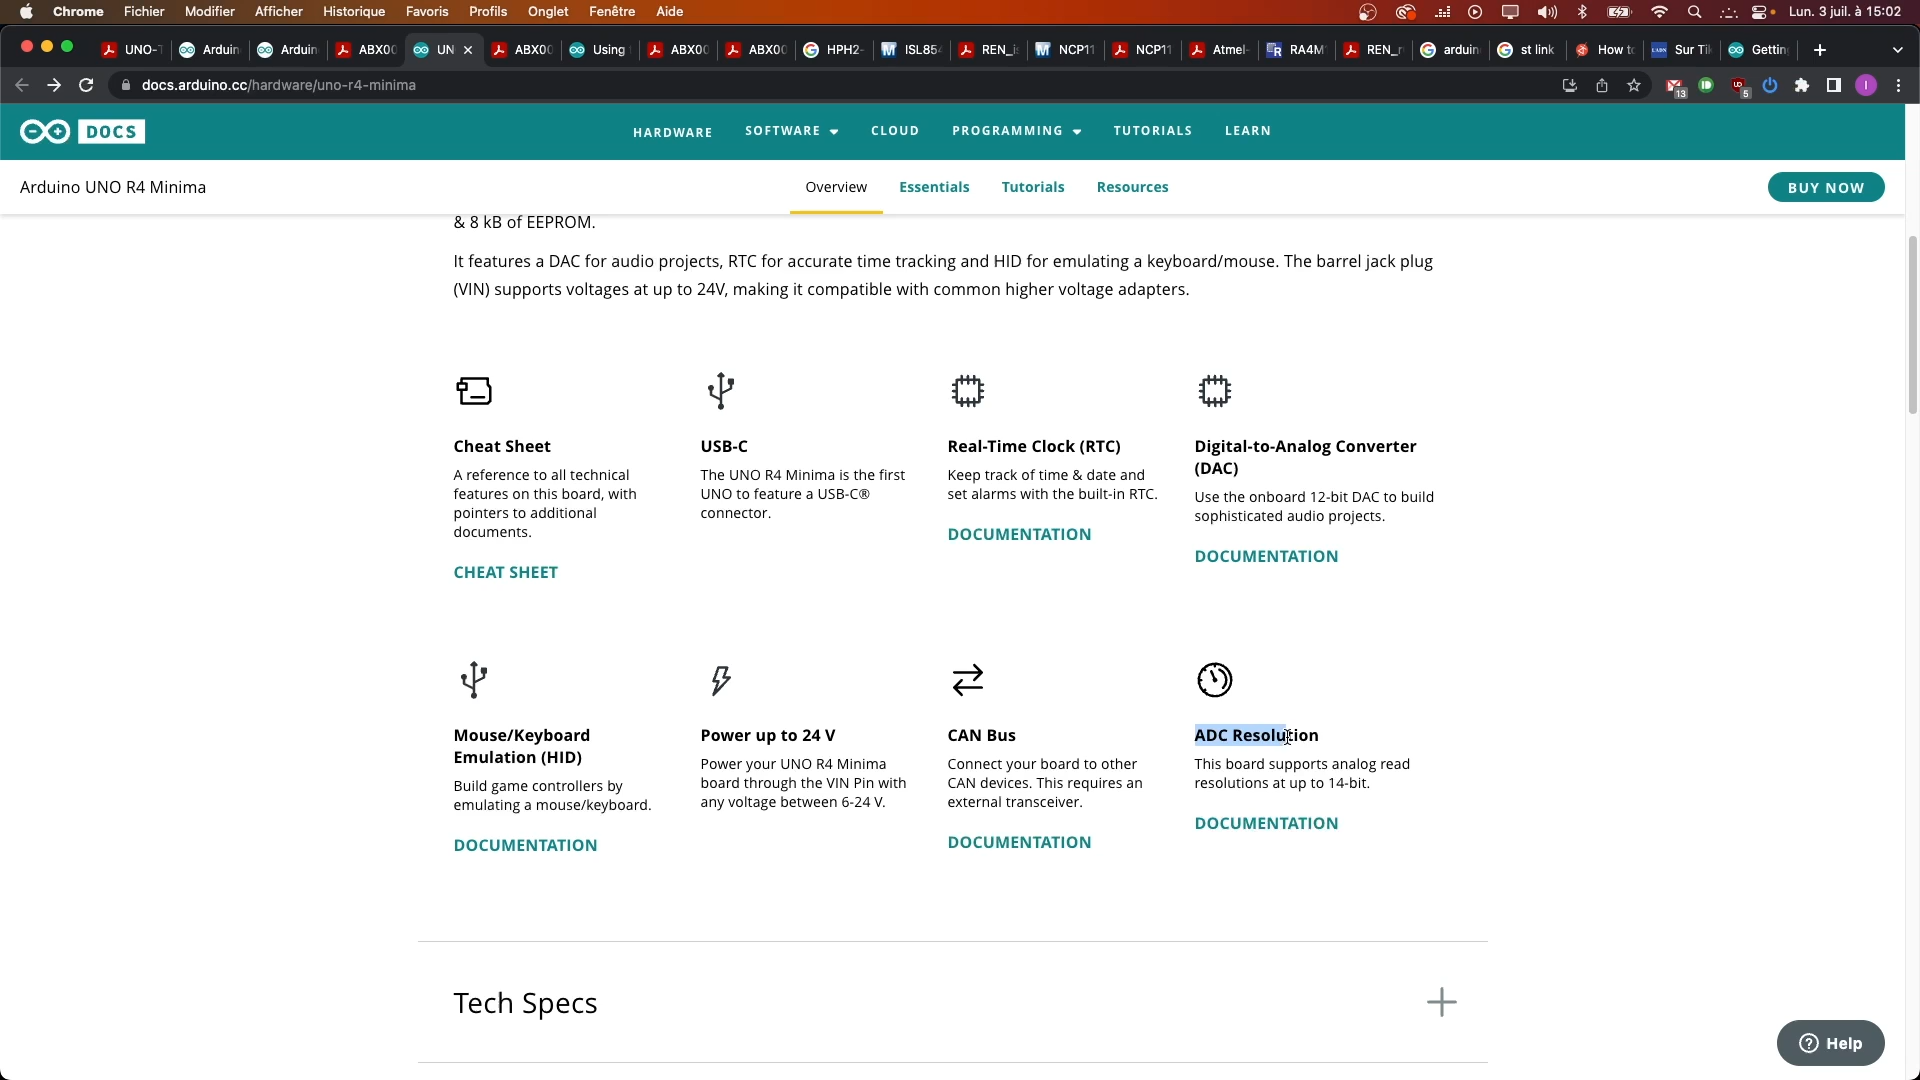 Chrome Fichier Modifier Afficher Historique Favoris Profils Onglet Fenêtre Aide Lun. 3 juil. à 15:02
UNO- Arduin Arduin ABX00 UN ABX00 Using ABX00 ABX00 HPH2- ISL854 REN_is NCP11 NCP11 Atmel- RA4M REN_r arduin st link How to Sur Tik Gettin
docs.arduino.cc/hardware/uno-r4-minima 13 5 I
DOCS HARDWARE SOFTWARE CLOUD PROGRAMMING TUTORIALS LEARN
Arduino UNO R4 Minima Overview Essentials Tutorials Resources BUY NOW
& 8 kB of EEPROM.
It features a DAC for audio projects, RTC for accurate time tracking and HID for emulating a keyboard/mouse. The barrel jack plug
(VIN) supports voltages at up to 24V, making it compatible with common higher voltage adapters.
Cheat Sheet
A reference to all technical
features on this board, with
pointers to additional
documents.
CHEAT SHEET
USB-C
The UNO R4 Minima is the first
UNO to feature a USB-C®
connector.
Real-Time Clock (RTC)
Keep track of time & date and
set alarms with the built-in RTC.
DOCUMENTATION
Digital-to-Analog Converter
(DAC)
Use the onboard 12-bit DAC to build
sophisticated audio projects.
DOCUMENTATION
Mouse/Keyboard
Emulation (HID)
Build game controllers by
emulating a mouse/keyboard.
DOCUMENTATION
Power up to 24 V
Power your UNO R4 Minima
board through the VIN Pin with
any voltage between 6-24 V.
CAN Bus
Connect your board to other
CAN devices. This requires an
external transceiver.
DOCUMENTATION
ADC Resolution
This board supports analog read
resolutions at up to 14-bit.
DOCUMENTATION
Tech Specs
Help